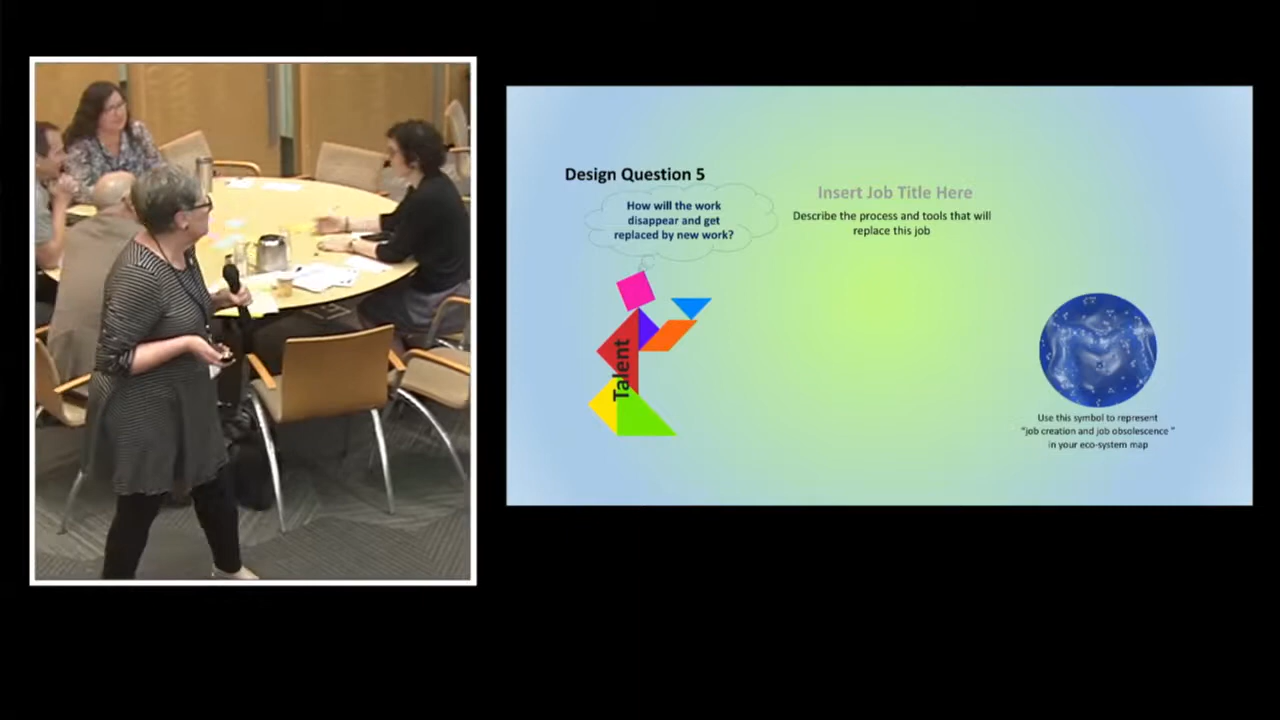 Design Question 5
How will the work
disappear and get
replaced by new work?
Talent
Insert Job Title Here
Describe the process and tools that will
replace this job
Use this symbol to represent
"job creation and job obsolescence "
in your eco-system map